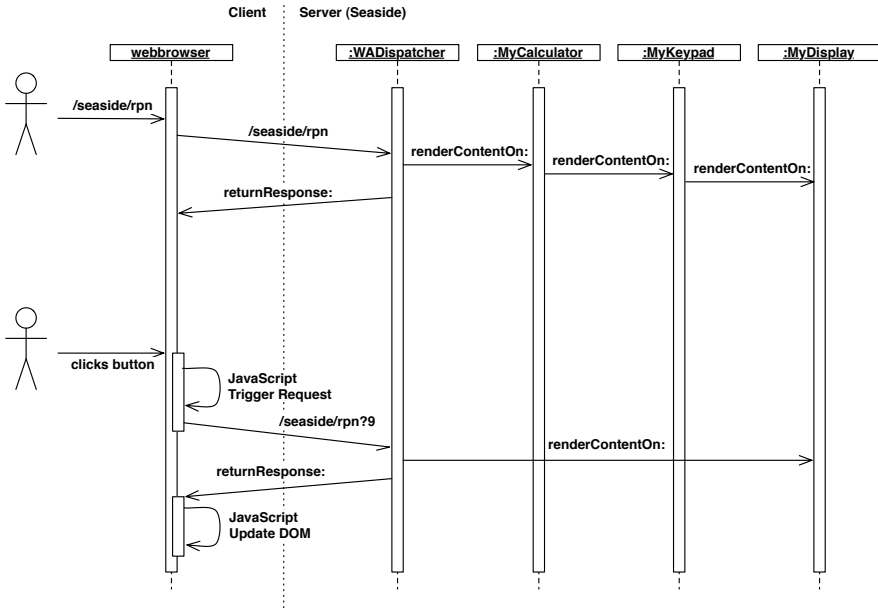 Client
Server (Seaside)
webbrowser
:WADispatcher
:MyCalculator
:MyKeypad
:MyDisplay
/seaside/rpn
/seaside/rpn
renderContentOn:
renderContentOn:
renderContentOn:
returnResponse:
clicks button
JavaScript
Trigger Request
/seaside/rpn?9
renderContentOn:
returnResponse:
JavaScript
Update DOM